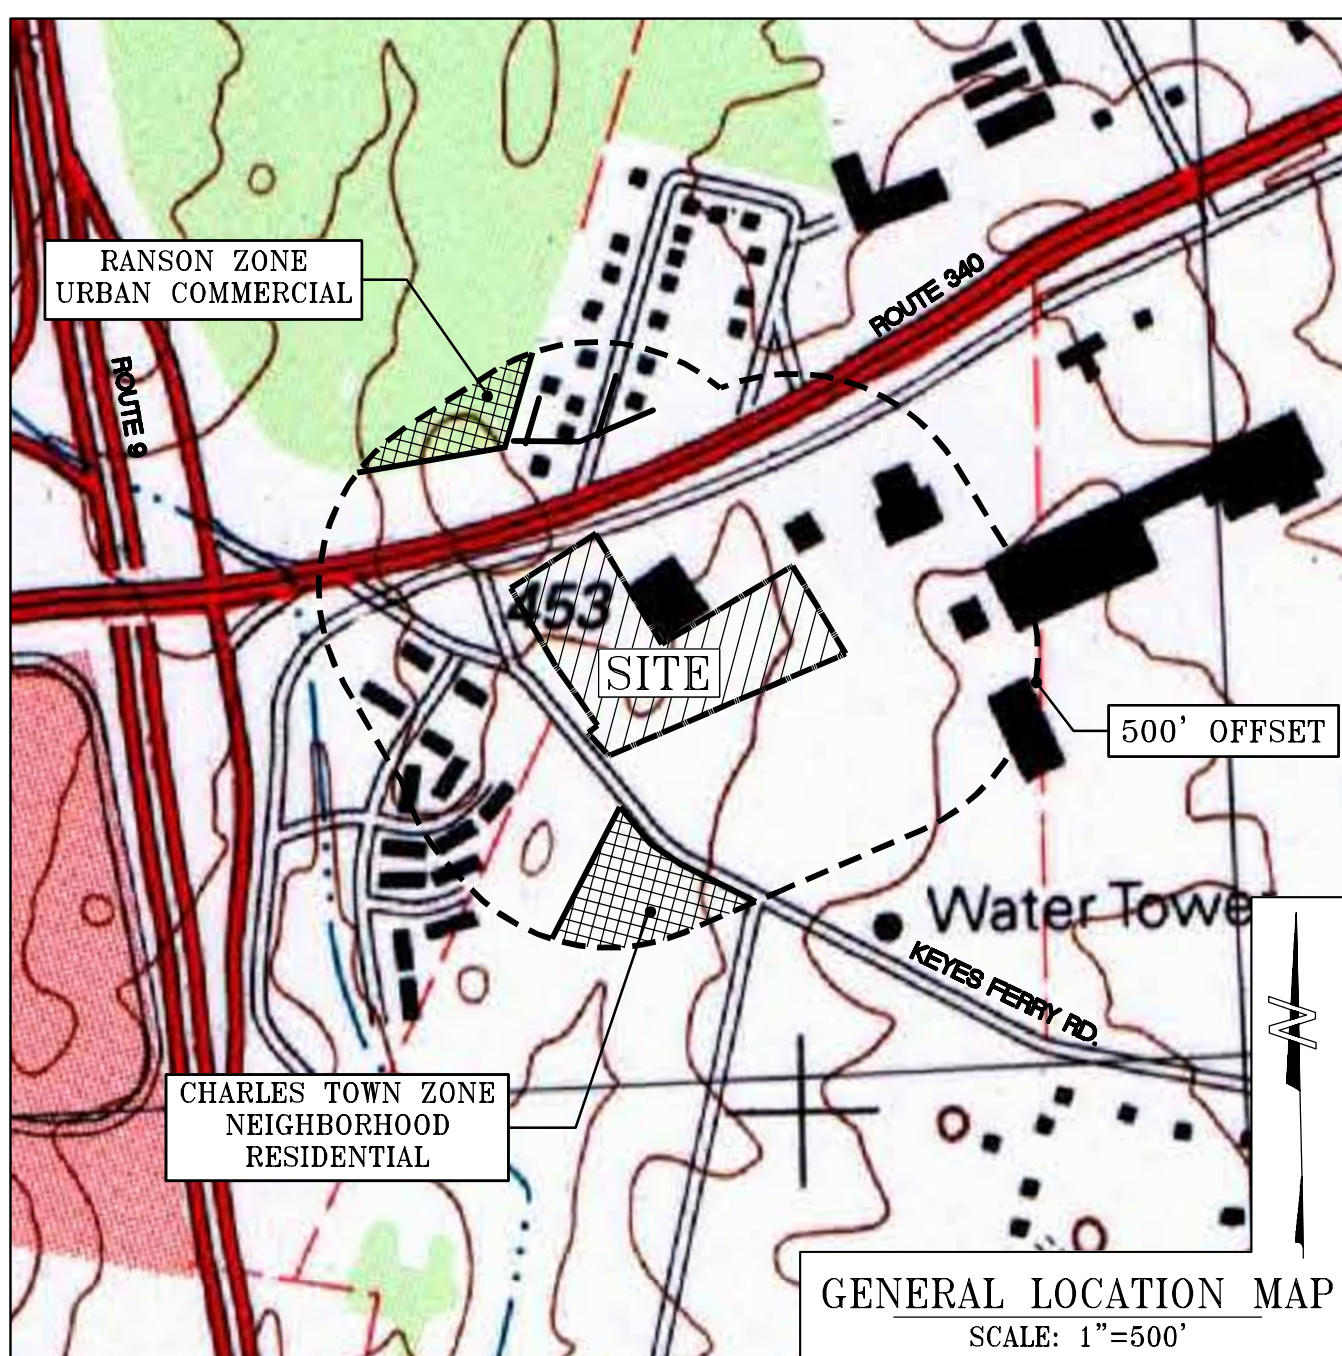 RANSON ZONE
URBAN COMMERCIAL
ROUTE 340
ROUTE 9
453
SITE
500' OFFSET
Water Towe
KEYES FERRY RD.
N
CHARLES TOWN ZONE
NEIGHBORHOOD
RESIDENTIAL
GENERAL LOCATION MAP
SCALE: 1"=500'